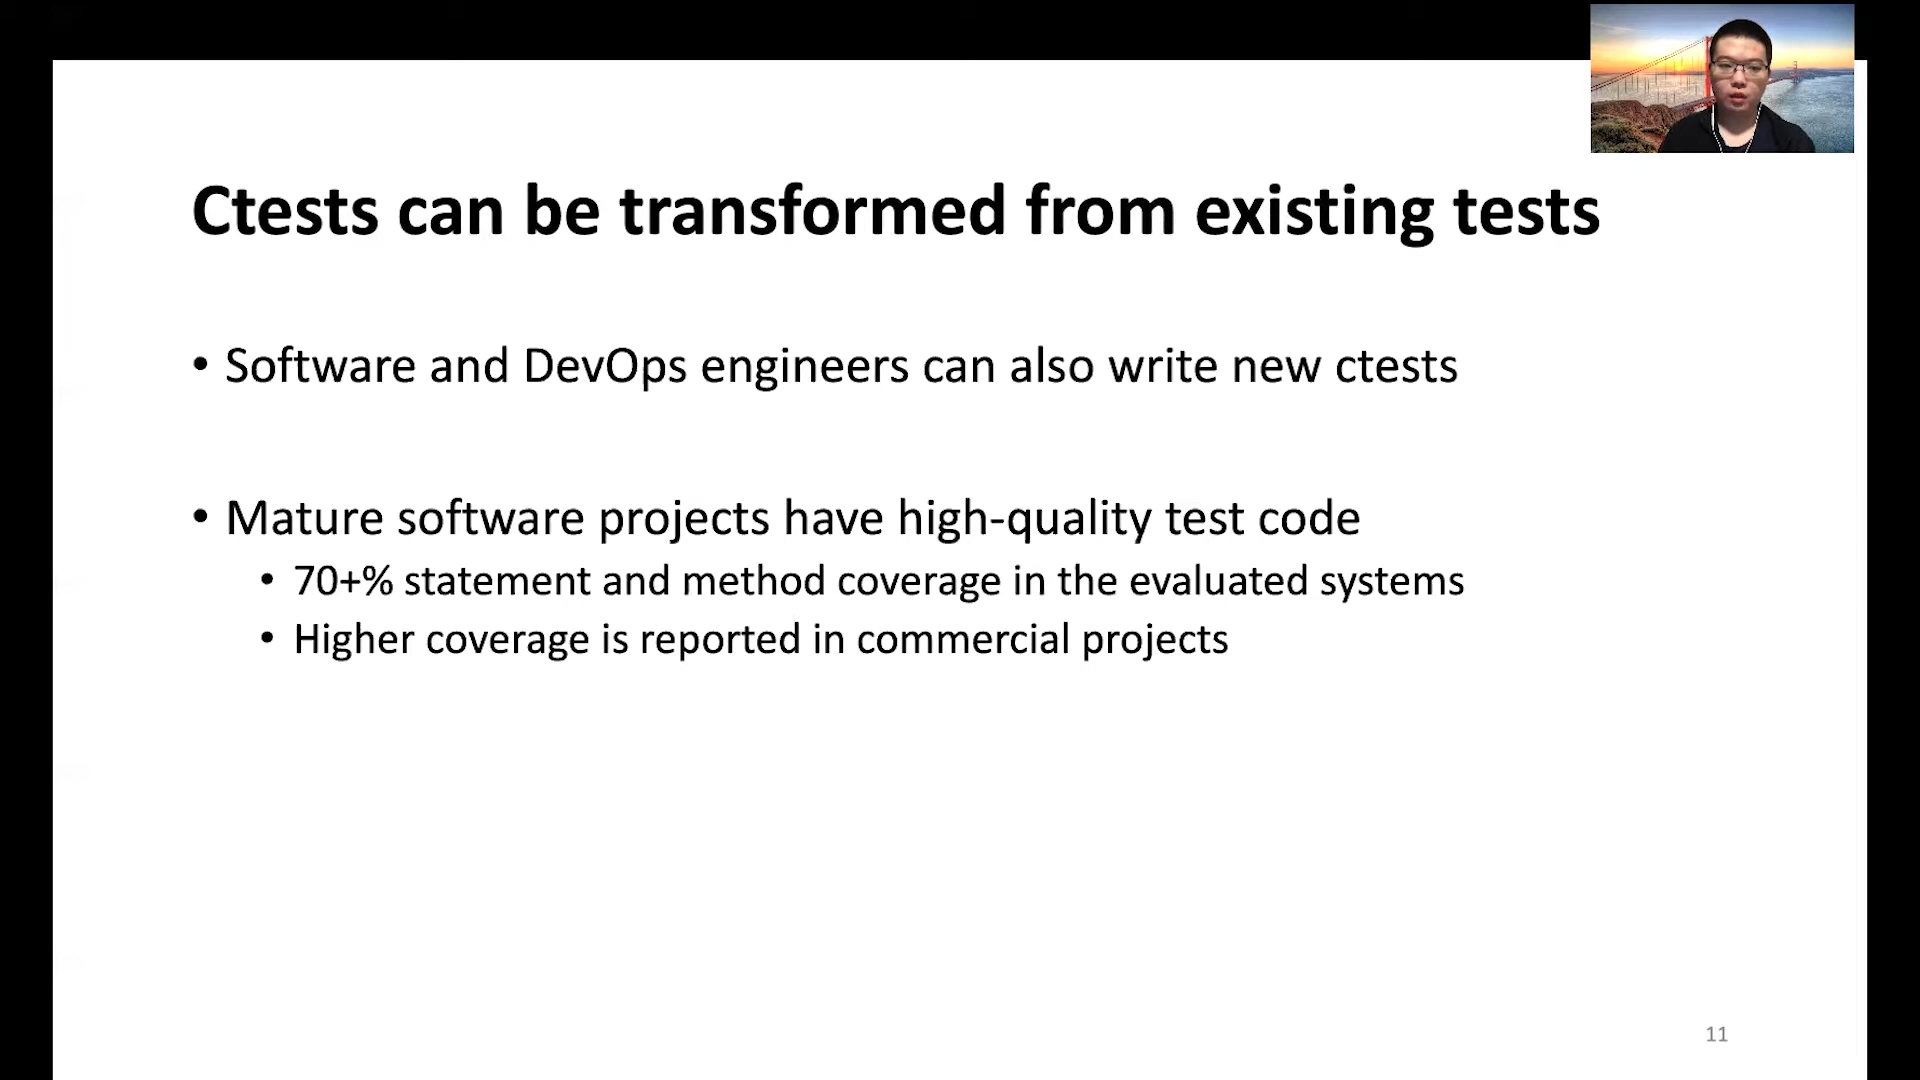 Ctests can be transformed from existing tests
• Software and DevOps engineers can also write new ctests
• Mature software projects have high-quality test code
• 70+% statement and method coverage in the evaluated systems
• Higher coverage is reported in commercial projects
11